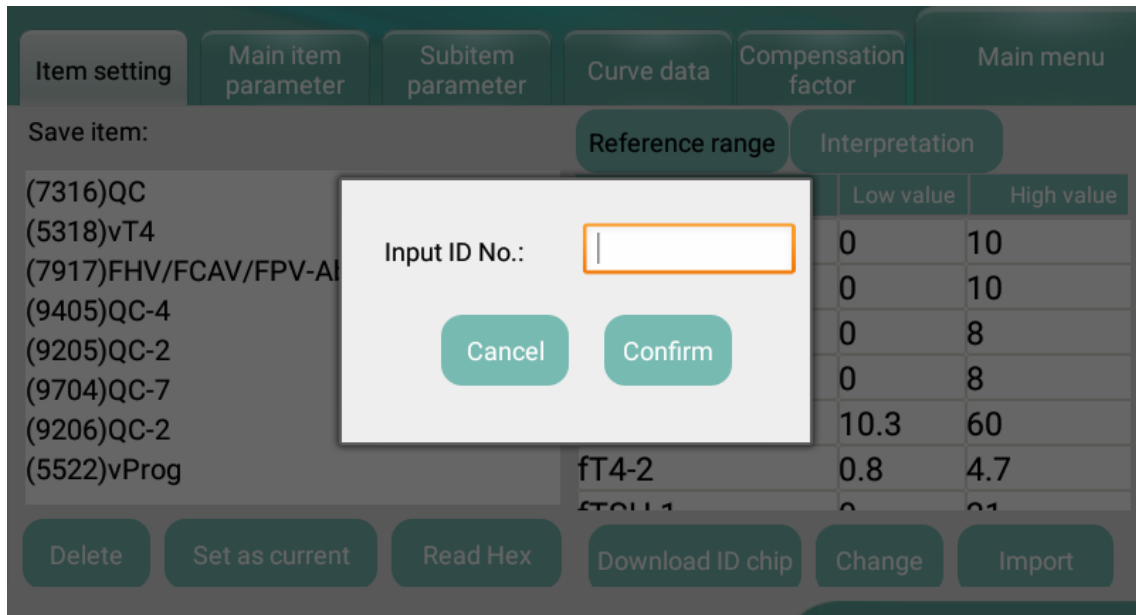 Item setting
Main item
parameter
Subitem
parameter
Curve data
Compensation
factor
Main menu
Save item:
Reference range
Interpretation
(7316)QC
(5318)vT4
(7917)FHV/FCAV/FPV-Ab
(9405)QC-4
(9205)QC-2
(9704)QC-7
(9206)QC-2
(5522)vProg
Input ID No.:
Cancel
Confirm
Low value
High value
0 10
0 10
0 8
0 8
10.3 60
fT4-2 0.8 4.7
Delete
Set as current
Read Hex
Download ID chip
Change
Import